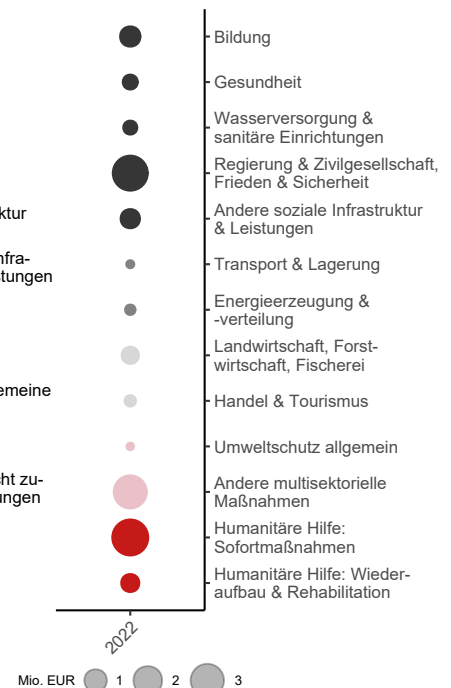 Bildung
Gesundheit
Wasserversorgung &
sanitäre Einrichtungen
Regierung & Zivilgesellschaft,
Frieden & Sicherheit
ktur
Andere soziale Infrastruktur
& Leistungen
nfra-
stungen
Transport & Lagerung
Energieerzeugung &
-verteilung
Landwirtschaft, Forst-
wirtschaft, Fischerei
emeine
Handel & Tourismus
Umweltschutz allgemein
ht zu-
ungen
Andere multisektorielle
Maßnahmen
Humanitäre Hilfe:
Sofortmaßnahmen
Humanitäre Hilfe: Wieder-
aufbau & Rehabilitation
2022
Mio. EUR 1 2 3